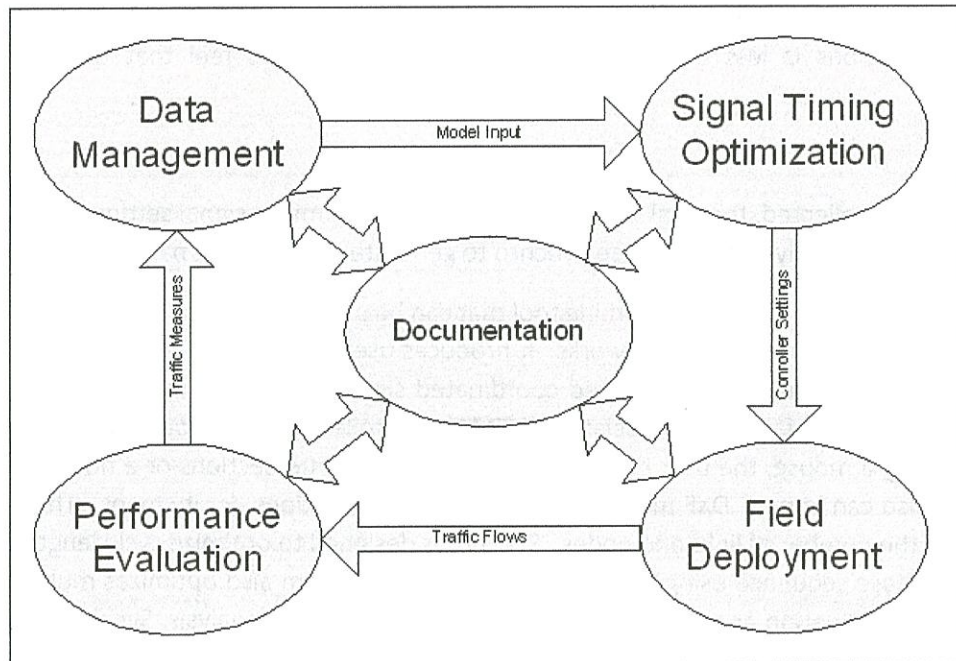 Data
Management
Model Input
Signal Timing
Optimization
Traffic Measures
Documentation
Controller Settings
Performance
Evaluation
Traffic Flows
Field
Deployment